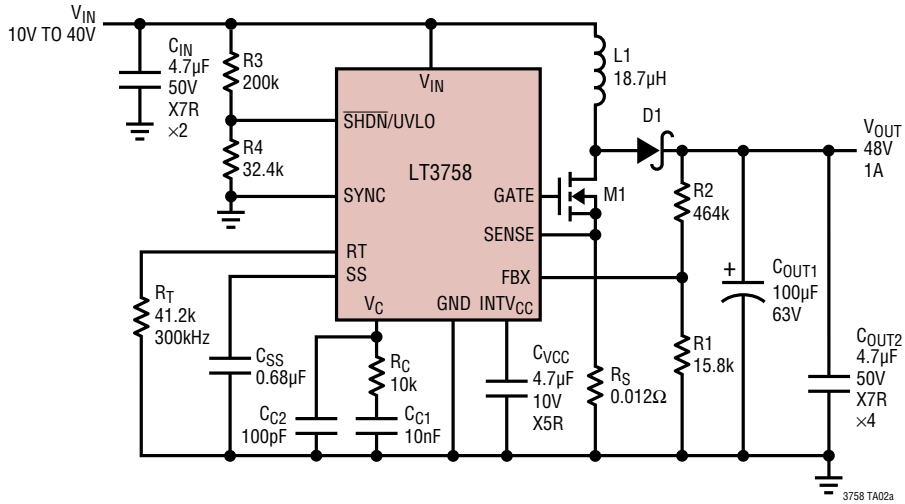 VIN
10V TO 40V
CIN
4.7µF
50V
X7R
×2
R3
200k
R4
32.4k
VIN
SHDN/UVLO
LT3758
SYNC
GATE
SENSE
RT
SS
FBX
VC
GND
INTVCC
L1
18.7µH
D1
M1
VOUT
48V
1A
R2
464k
+
COUT1
100µF
63V
R1
15.8k
COUT2
4.7µF
50V
X7R
×4
RT
41.2k
300kHz
CSS
0.68µF
RC
10k
CC2
100pF
CC1
10nF
CVCC
4.7µF
10V
X5R
RS
0.012Ω
3758 TA02a